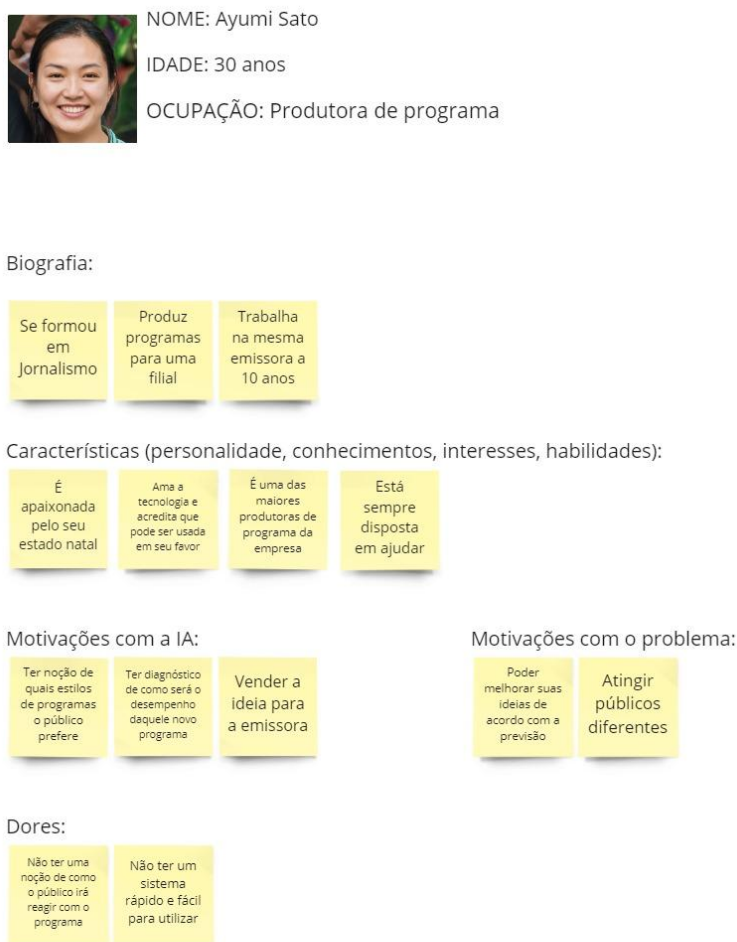 NOME: Ayumi Sato
IDADE: 30 anos
OCUPAÇÃO: Produtora de programa
Biografia:
Se formou
em
Jornalismo
Produz
programas
para uma
filial
Trabalha
na mesma
emissora a
10 anos
Características (personalidade, conhecimentos, interesses, habilidades):
É
apaixonada
pelo seu
estado natal
Ama a
tecnologia e
acredita que
pode ser usada
em seu favor
É uma das
maiores
produtoras de
programa da
empresa
Está
sempre
disposta
em ajudar
Motivações com a IA:
Ter noção de
quais estilos
de programas
o público
prefere
Ter diagnóstico
de como será o
desempenho
daquele novo
programa
Vender a
ideia para
a emissora
Motivações com o problema:
Poder
melhorar suas
ideias de
acordo com a
previsão
Atingir
públicos
diferentes
Dores:
Não ter uma
noção de como
o público irá
reagir com o
programa
Não ter um
sistema
rápido e fácil
para utilizar